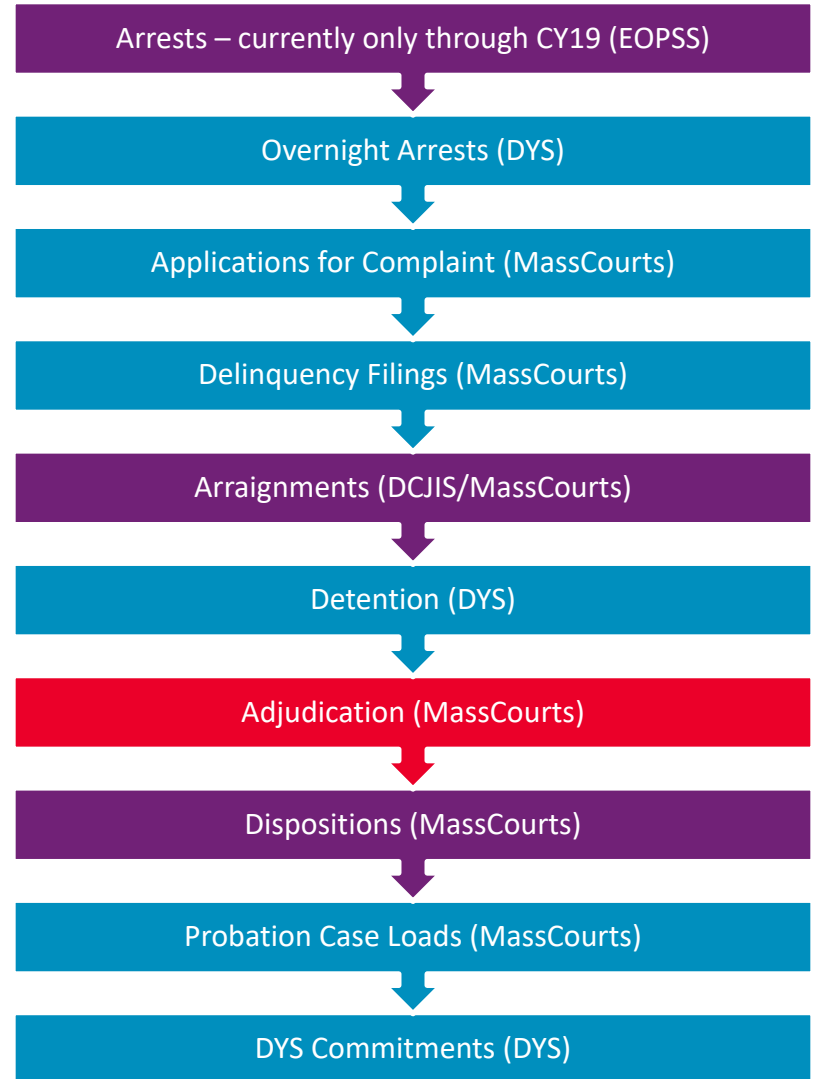 Arrests – currently only through CY19 (EOPSS)
Overnight Arrests (DYS)
Applications for Complaint (MassCourts)
Delinquency Filings (MassCourts)
Arraignments (DCJIS/MassCourts)
Detention (DYS)
Adjudication (MassCourts)
Dispositions (MassCourts)
Probation Case Loads (MassCourts)
DYS Commitments (DYS)